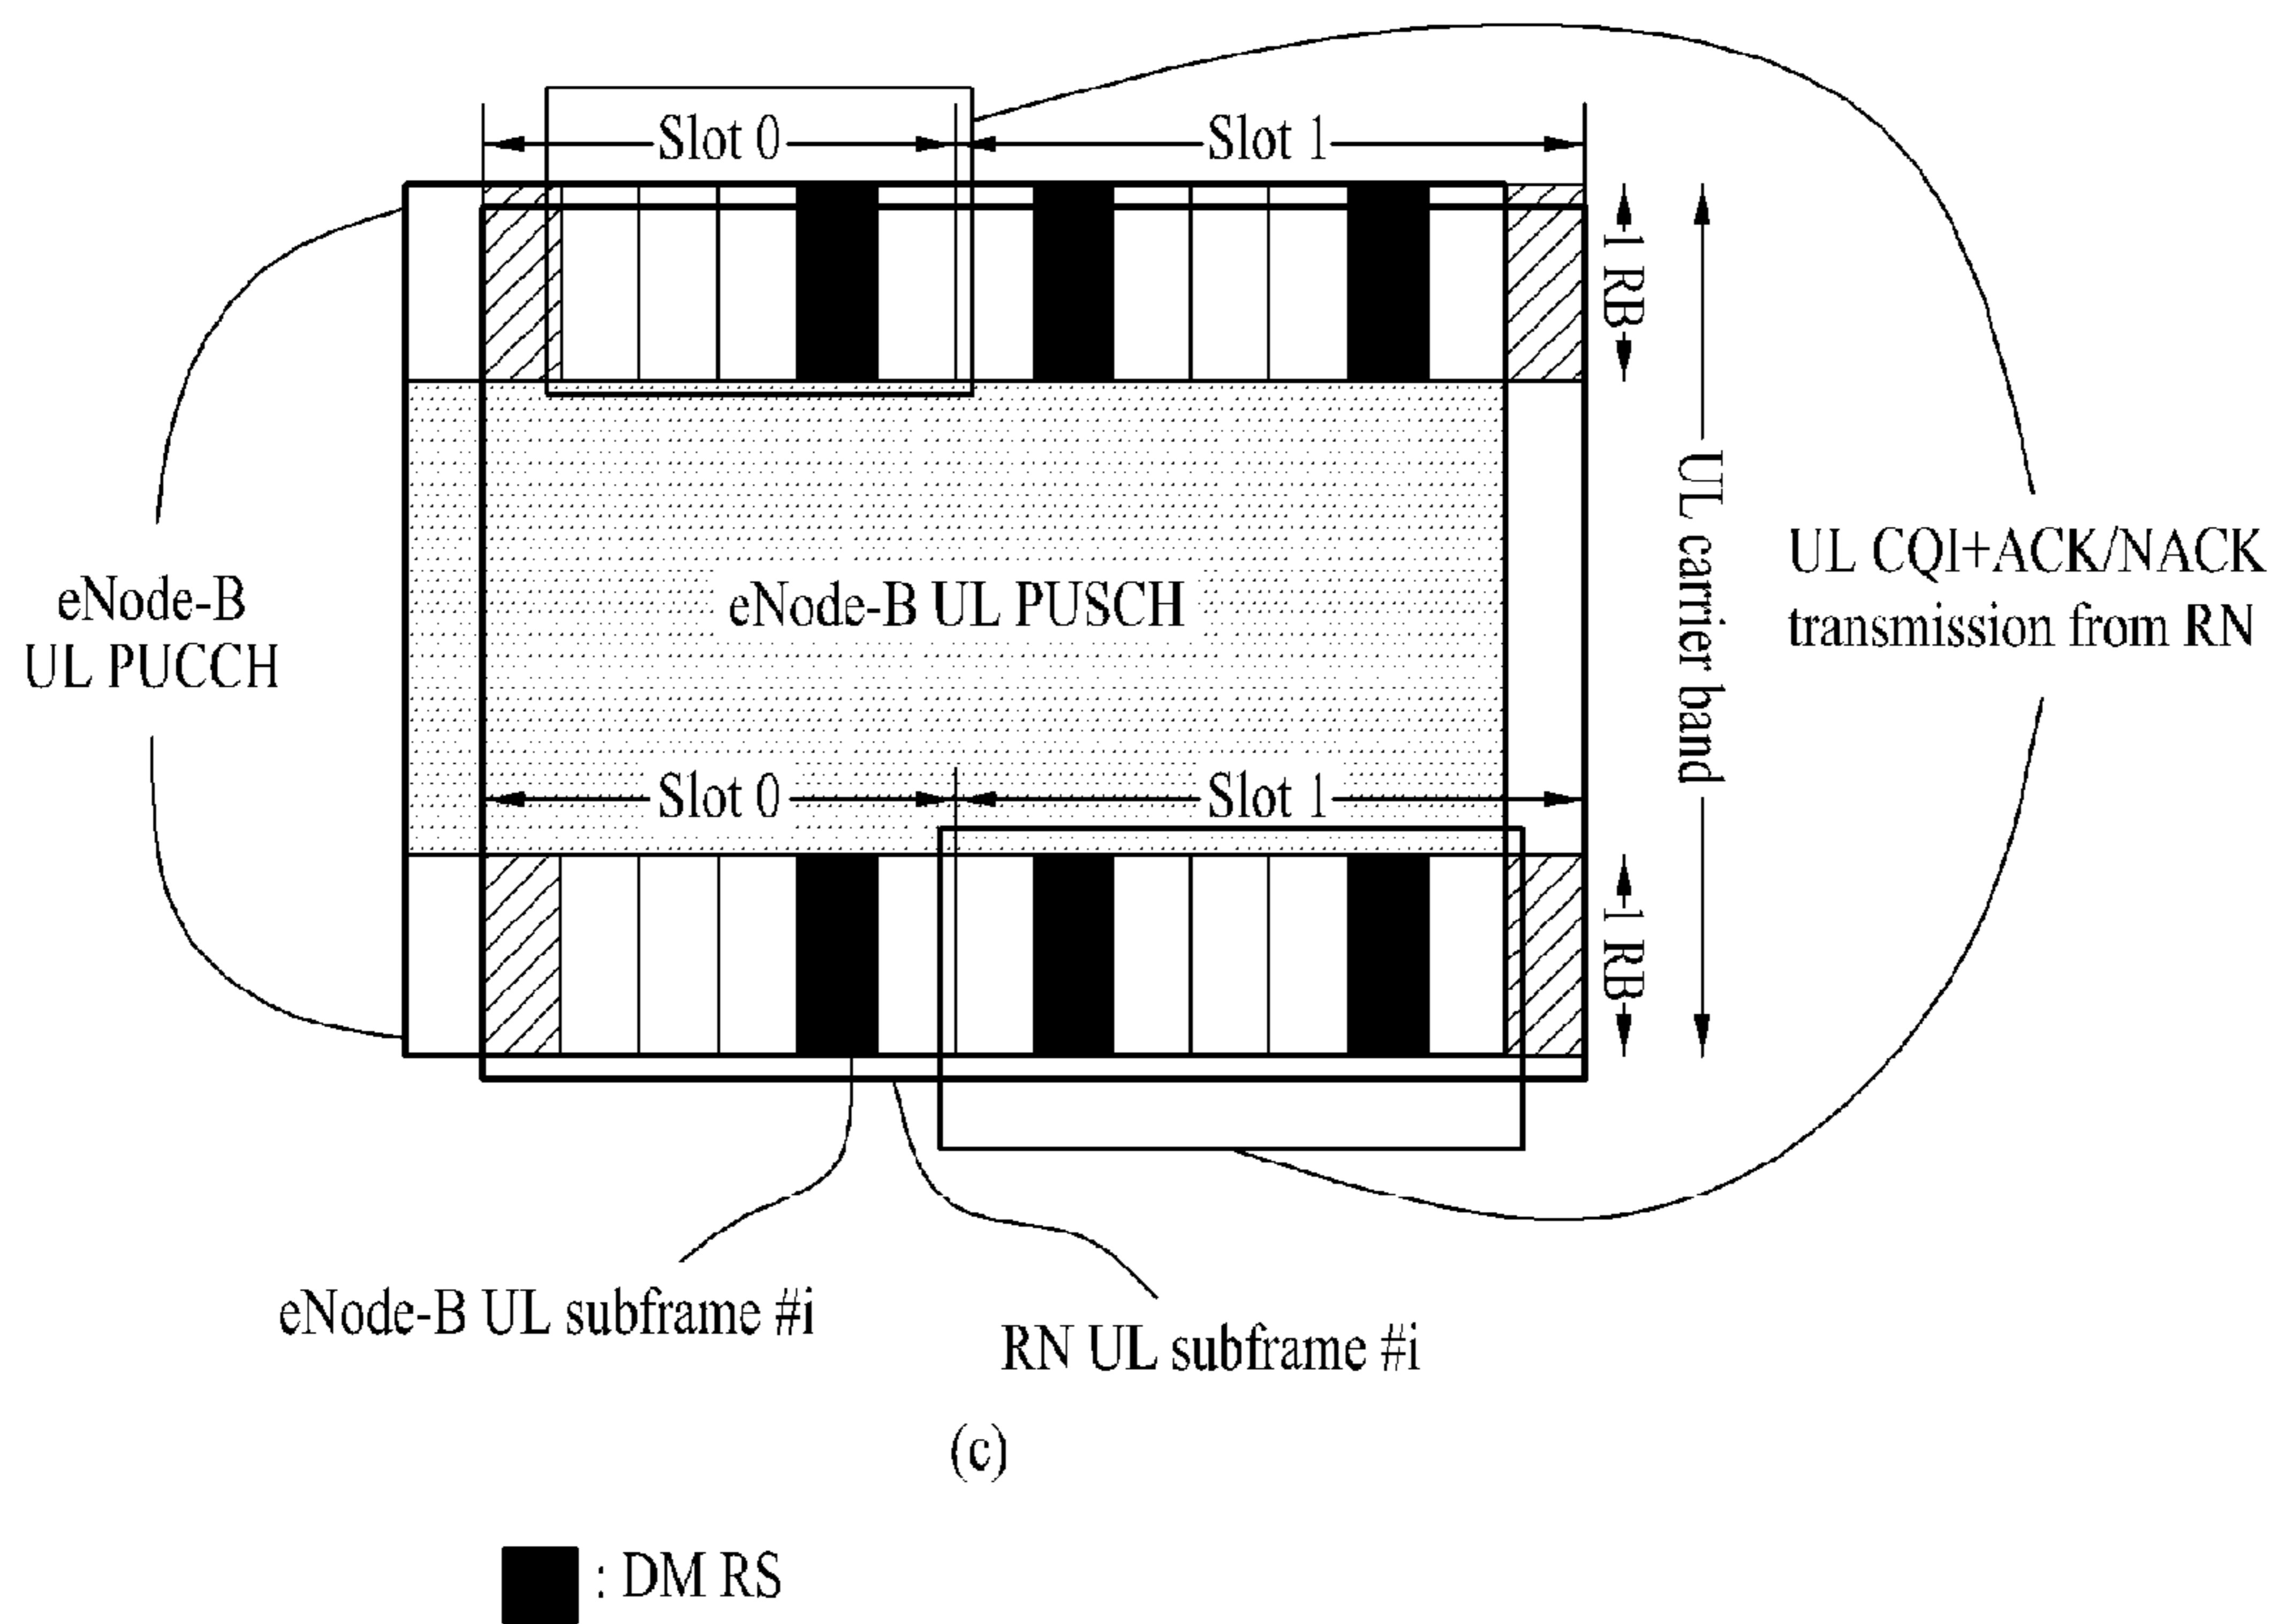 Slot 0
Slot 1
1 RB
UL carrier band
eNode-B
UL PUCCH
eNode-B UL PUSCH
UL CQI+ACK/NACK
transmission from RN
Slot 0
Slot 1
1 RB
eNode-B UL subframe #i
RN UL subframe #i
(c)
: DM RS